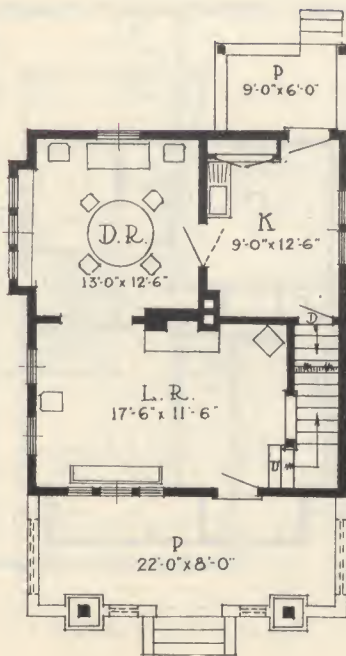 P
9'-0" x 6'-0"
D.R.
13'-0" x 12'-6"
K
9'-0" x 12'-6"
D
L.R.
17'-6" x 11'-6"
U
P
22'-0" x 8'-0"